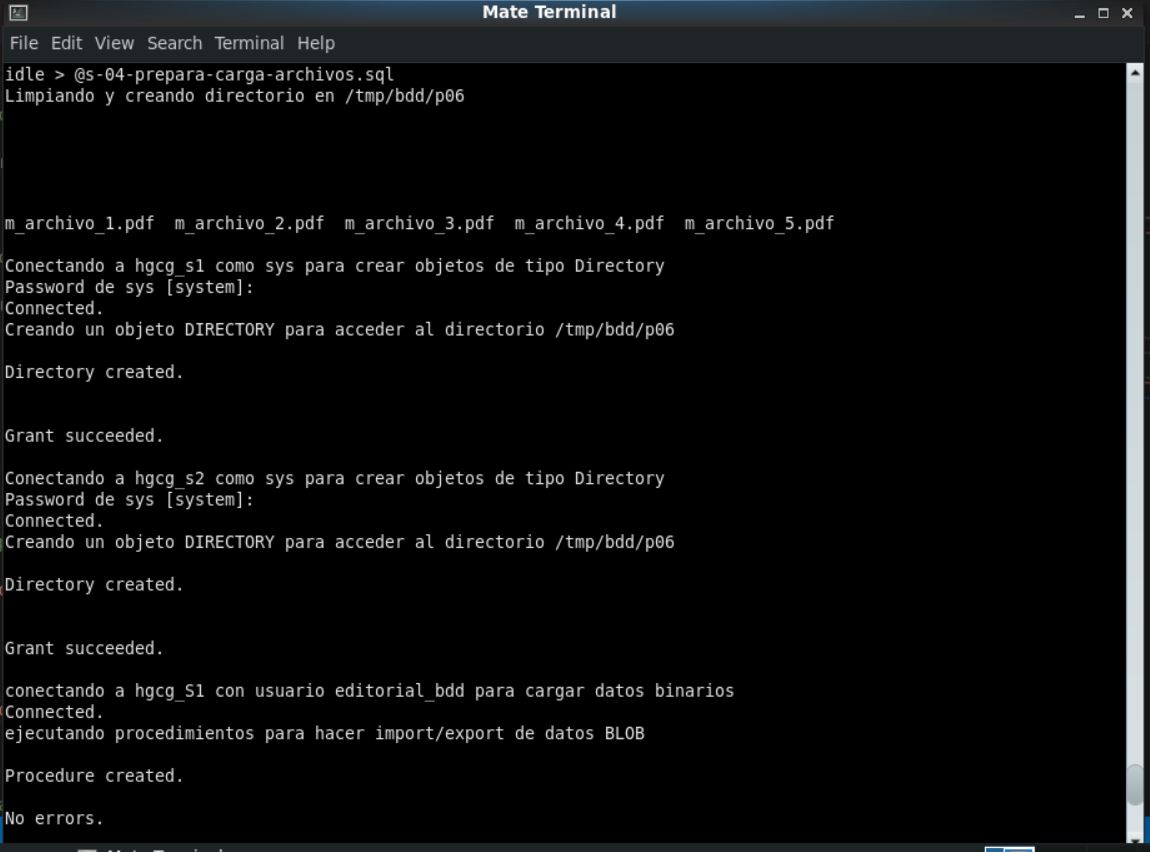 Mate Terminal
File Edit View Search Terminal Help
idle > @s-04-prepara-carga-archivos.sql
Limpiando y creando directorio en /tmp/bdd/p06
m_archivo_1.pdf  m_archivo_2.pdf  m_archivo_3.pdf  m_archivo_4.pdf  m_archivo_5.pdf
Conectando a hgcg_s1 como sys para crear objetos de tipo Directory
Password de sys [system]:
Connected.
Creando un objeto DIRECTORY para acceder al directorio /tmp/bdd/p06
Directory created.
Grant succeeded.
Conectando a hgcg_s2 como sys para crear objetos de tipo Directory
Password de sys [system]:
Connected.
Creando un objeto DIRECTORY para acceder al directorio /tmp/bdd/p06
Directory created.
Grant succeeded.
conectando a hgcg_S1 con usuario editorial_bdd para cargar datos binarios
Connected.
ejecutando procedimientos para hacer import/export de datos BLOB
Procedure created.
No errors.